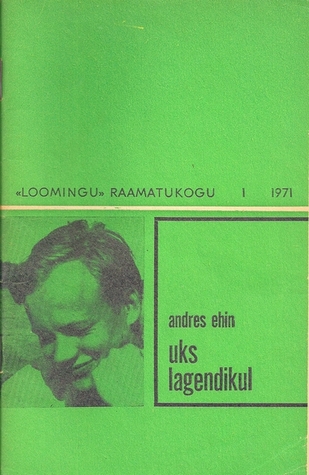 «LOOMINGU» RAAMATUKOGU 1 1971
andres ehin
uks
lagendikul